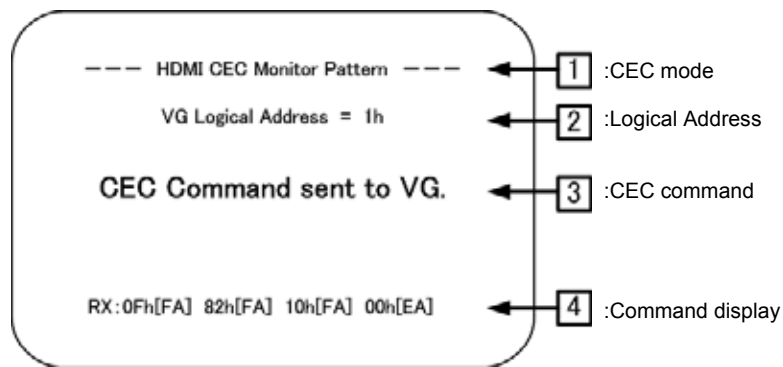 --- HDMI CEC Monitor Pattern --- 1 :CEC mode
VG Logical Address = 1h 2 :Logical Address
CEC Command sent to VG. 3 :CEC command
RX:0Fh[FA] 82h[FA] 10h[FA] 00h[EA] 4 :Command display